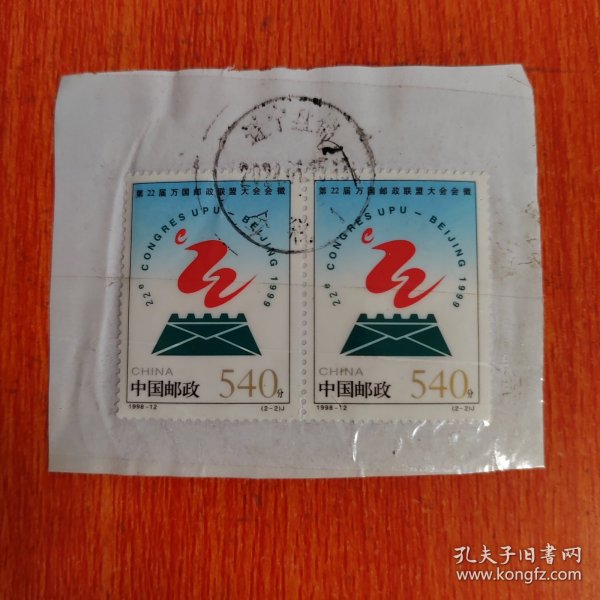 第22届万国邮政联盟大会会徽
22e CONGRES UPU - BEIJING 1999
CHINA
中国邮政 540分
1998-12 (2-2)J
第22届万国邮政联盟大会会徽
22e CONGRES UPU - BEIJING 1999
CHINA
中国邮政 540分
1998-12 (2-2)J
孔夫子旧书网
www.kongfz.com